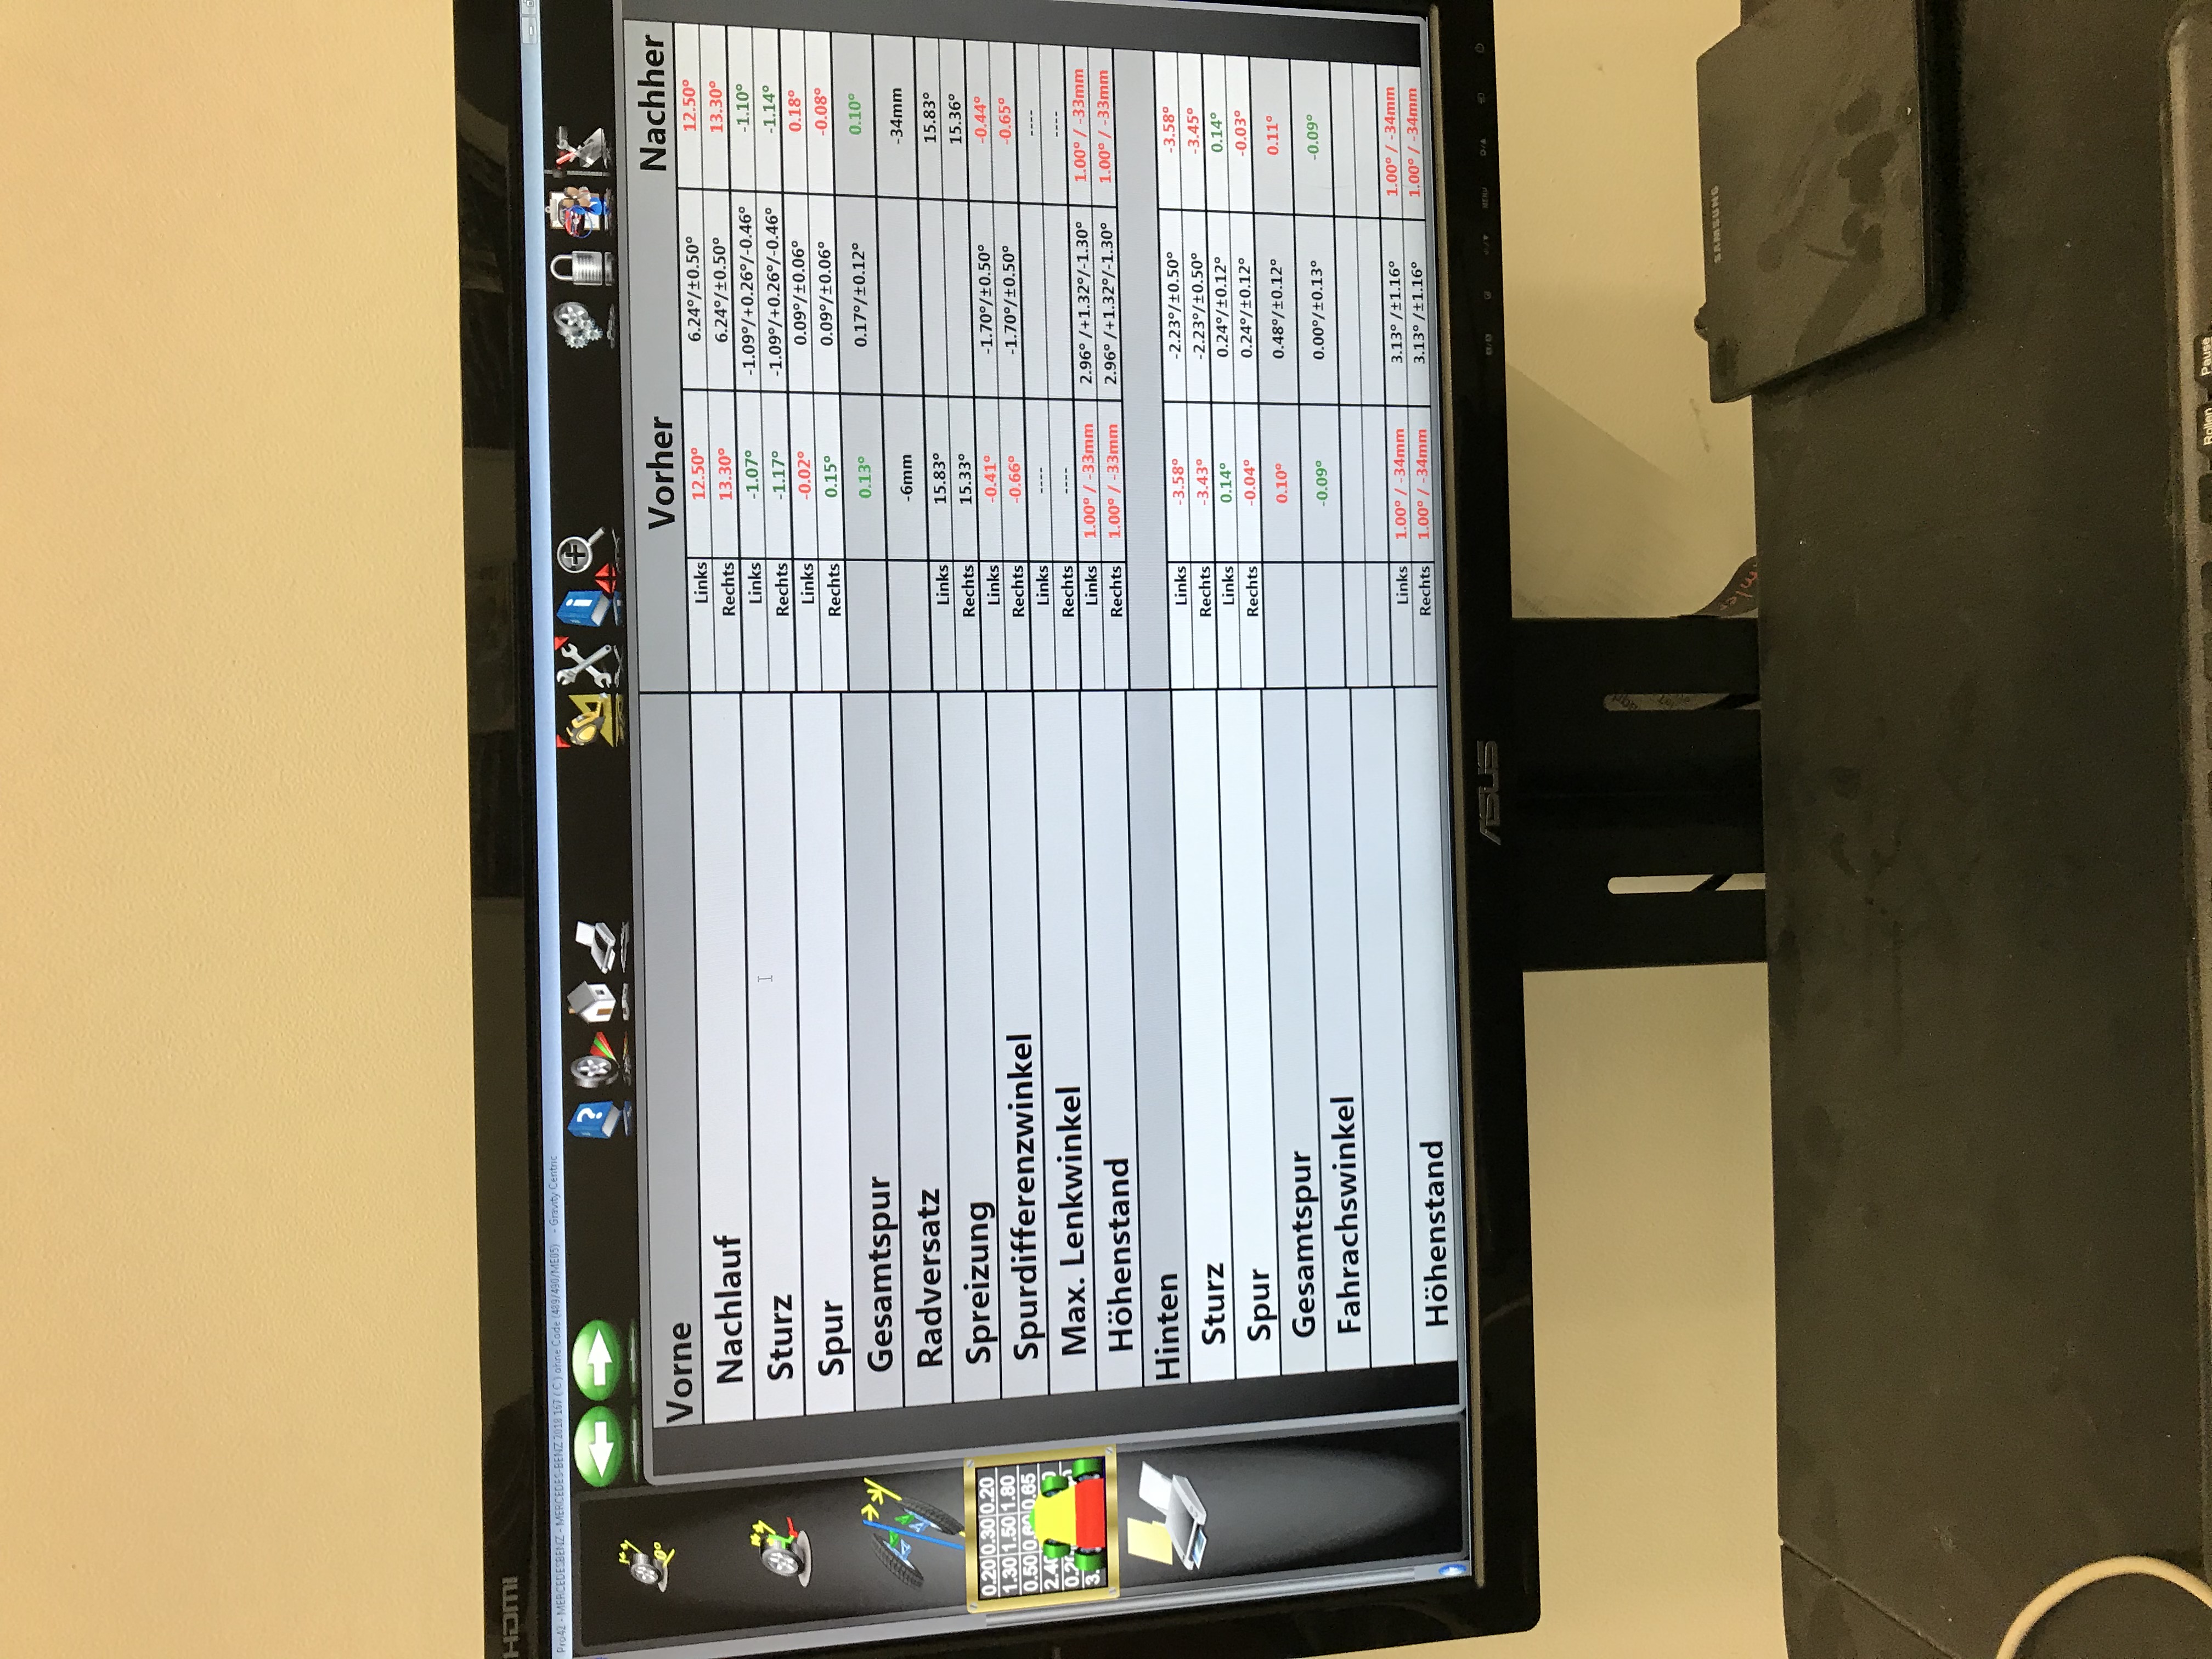 HDMI
Pro42 - MERCEDESBENZ - MERCEDES-BENZ 2018 167 ( C ) ohne Code (489/490/ME05) - Gravity Centric
Vorne Vorher Nachher
Nachlauf Links 12.50° 6.24°/±0.50° 12.50°
Rechts 13.30° 6.24°/±0.50° 13.30°
Sturz Links -1.07° -1.09°/+0.26°/-0.46° -1.10°
Rechts -1.17° -1.09°/+0.26°/-0.46° -1.14°
Spur Links -0.02° 0.09°/±0.06° 0.18°
Rechts 0.15° 0.09°/±0.06° -0.08°
Gesamtspur 0.13° 0.17°/±0.12° 0.10°
Radversatz -6mm -34mm
Spreizung Links 15.83° 15.83°
Rechts 15.33° 15.36°
Spurdifferenzwinkel Links -0.41° -1.70°/±0.50° -0.44°
Rechts -0.66° -1.70°/±0.50° -0.65°
Max. Lenkwinkel Links ---- ----
Rechts ---- ----
Höhenstand Links 1.00° / -33mm 2.96° /+1.32°/-1.30° 1.00° / -33mm
Rechts 1.00° / -33mm 2.96° /+1.32°/-1.30° 1.00° / -33mm
Hinten
Sturz Links -3.58° -2.23°/±0.50° -3.58°
Rechts -3.43° -2.23°/±0.50° -3.45°
Spur Links 0.14° 0.24°/±0.12° 0.14°
Rechts -0.04° 0.24°/±0.12° -0.03°
Gesamtspur 0.10° 0.48°/±0.12° 0.11°
Fahrachswinkel -0.09° 0.00°/±0.13° -0.09°
Höhenstand Links 1.00° / -34mm 3.13° /±1.16° 1.00° / -34mm
Rechts 1.00° / -34mm 3.13° /±1.16° 1.00° / -34mm
0.20 0.30 0.20
1.30 1.50 1.80
0.50 0.60 0.65
ASUS
MENU
SAMSUNG
Rollen Pause